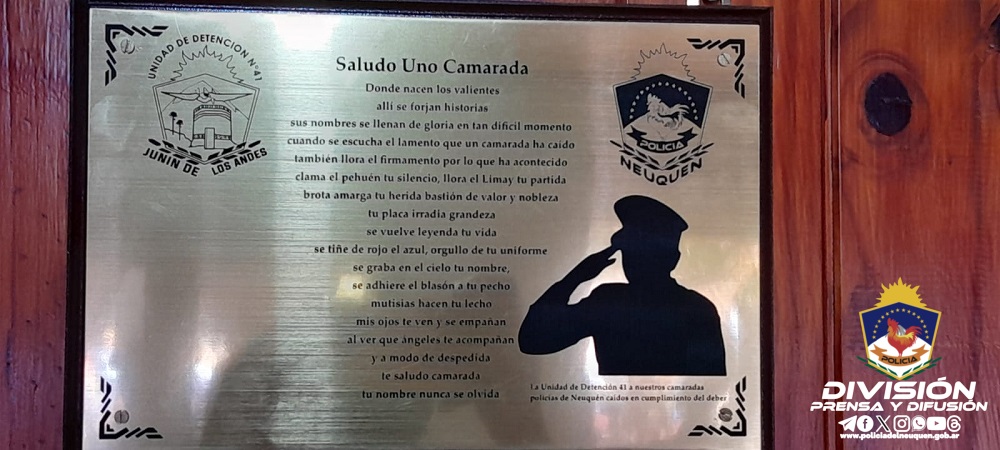 UNIDAD DE DETENCION N°41
JUNIN DE LOS ANDES
Saludo Uno Camarada
Donde nacen los valientes
alli se forjan historias
sus nombres se llenan de gloria en tan dificil momento
cuando se escucha el lamento que un camarada ha caido
también llora el firmamento por lo que ha acontecido
clama el pehuén tu silencio, llora el Limay tu partida
brota amarga tu herida bastión de valor y nobleza
tu placa irradia grandeza
se vuelve leyenda tu vida
se tiñe de rojo el azul, orgullo de tu uniforme
se graba en el cielo tu nombre,
se adhiere el blasón a tu pecho
mutisias hacen tu lecho
mis ojos te ven y se empañan
al ver que ángeles te acompañan
y a modo de despedida
te saludo camarada
tu nombre nunca se olvida
POLICIA
NEUQUEN
La Unidad de Detención 41 a nuestros camaradas
policias de Neuquén caidos en cumplimiento del deber
POLICIA
DIVISIÓN
PRENSA Y DIFUSIÓN
www.policiadelneuquen.gob.ar